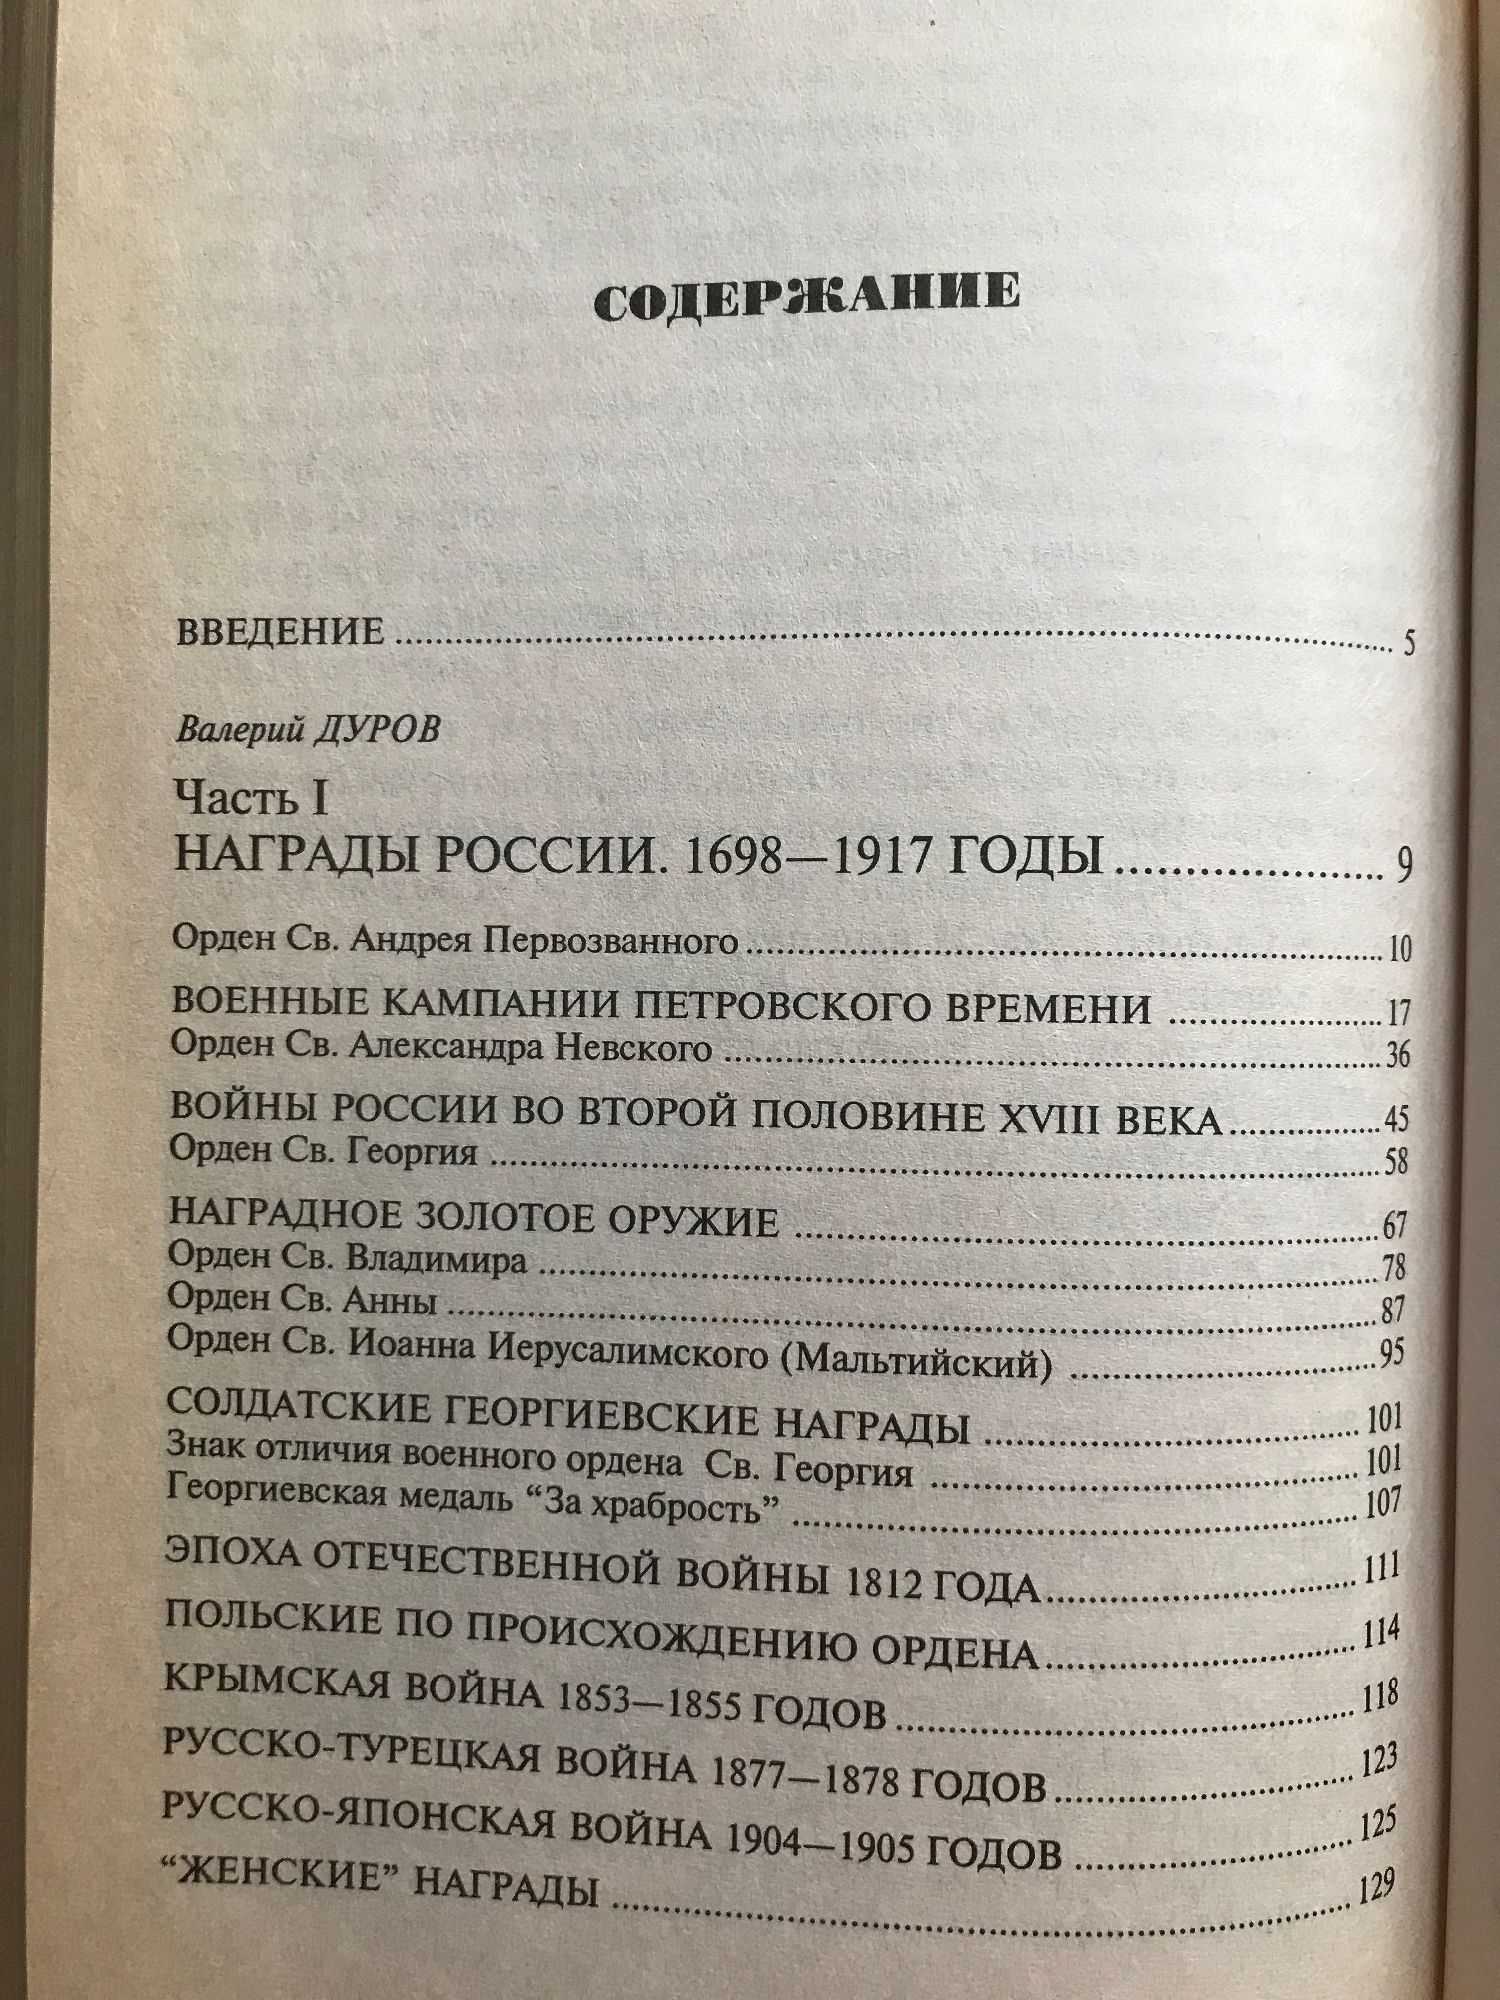 СОДЕРЖАНИЕ
ВВЕДЕНИЕ ........................ 5
Валерий ДУРОВ
Часть I
НАГРАДЫ РОССИИ. 1698—1917 ГОДЫ ........................ 9
Орден Св. Андрея Первозванного ........................ 10
ВОЕННЫЕ КАМПАНИИ ПЕТРОВСКОГО ВРЕМЕНИ ........................ 17
Орден Св. Александра Невского ........................ 36
ВОЙНЫ РОССИИ ВО ВТОРОЙ ПОЛОВИНЕ XVIII ВЕКА ........................ 45
Орден Св. Георгия ........................ 58
НАГРАДНОЕ ЗОЛОТОЕ ОРУЖИЕ ........................ 67
Орден Св. Владимира ........................ 78
Орден Св. Анны ........................ 87
Орден Св. Иоанна Иерусалимского (Мальтийский) ........................ 95
СОЛДАТСКИЕ ГЕОРГИЕВСКИЕ НАГРАДЫ ........................ 101
Знак отличия военного ордена Св. Георгия ........................ 101
Георгиевская медаль “За храбрость” ........................ 107
ЭПОХА ОТЕЧЕСТВЕННОЙ ВОЙНЫ 1812 ГОДА ........................ 111
ПОЛЬСКИЕ ПО ПРОИСХОЖДЕНИЮ ОРДЕНА ........................ 114
КРЫМСКАЯ ВОЙНА 1853—1855 ГОДОВ ........................ 118
РУССКО-ТУРЕЦКАЯ ВОЙНА 1877—1878 ГОДОВ ........................ 123
РУССКО-ЯПОНСКАЯ ВОЙНА 1904—1905 ГОДОВ ........................ 125
“ЖЕНСКИЕ” НАГРАДЫ ........................ 129